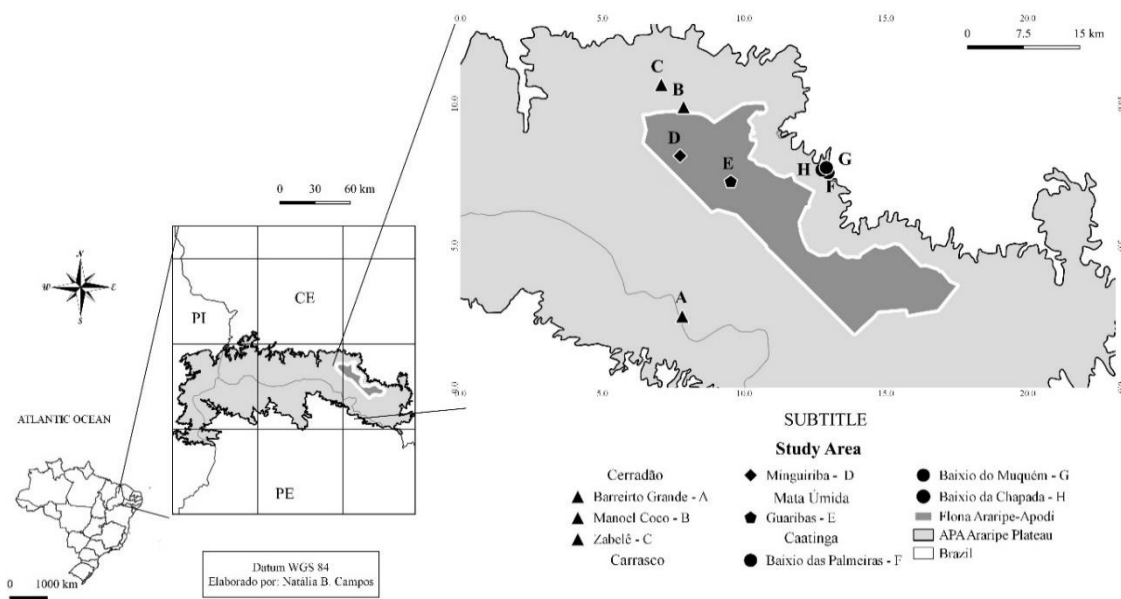 0.0 5.0 10.0 15.0 20.0
0 7.5 15 km
C
B
10.0
D
E
G
H
F
5.0
A
0.0
0.0 5.0 10.0 15.0 20.0
0 30 60 km
N
W E
S
CE
PI
PE
ATLANTIC OCEAN
0 1000 km
Datum WGS 84
Elaborado por: Natália B. Campos
SUBTITLE
Study Area
Cerradão
Barreirto Grande - A
Manoel Coco - B
Zabelê - C
Carrasco
Minguiriba - D
Mata Úmida
Guaribas - E
Caatinga
Baixio das Palmeiras - F
Baixio do Muquém - G
Baixio da Chapada - H
Flona Araripe-Apodi
APA Araripe Plateau
Brazil